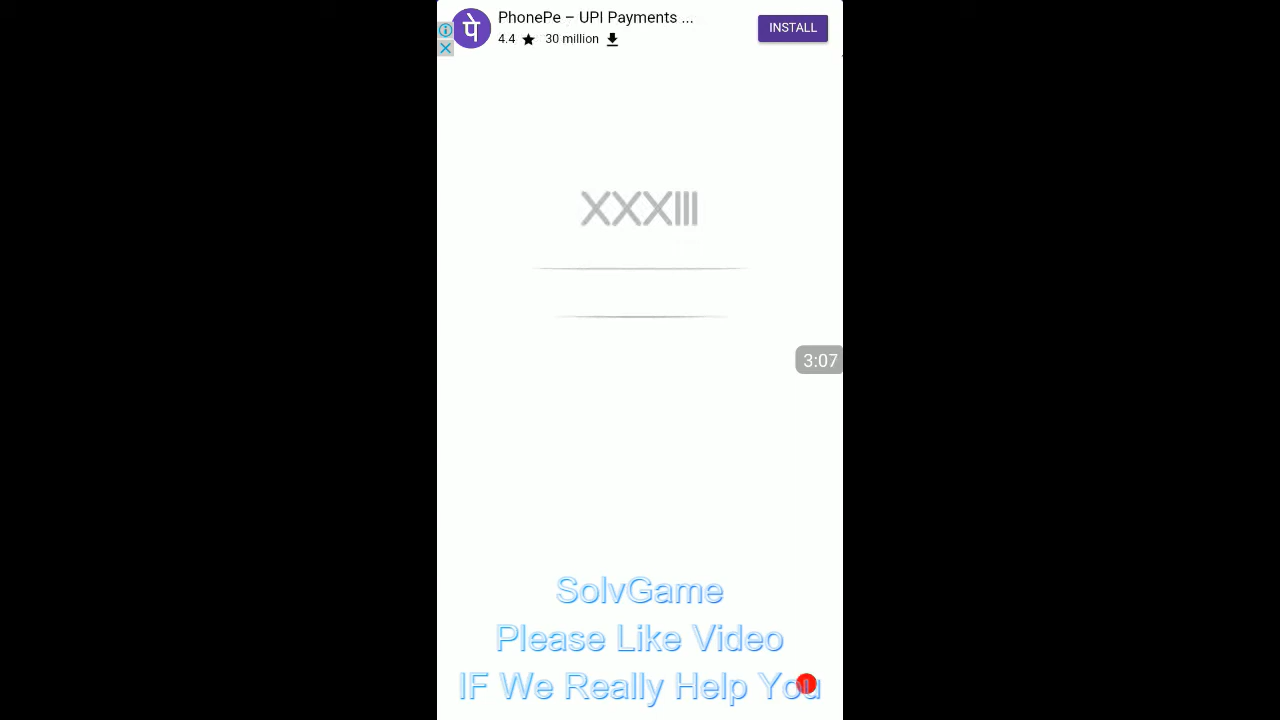 PhonePe – UPI Payments ...
पे
4.4 ★ 30 million
INSTALL
XXXIII
3:07
SolvGame
Please Like Video
IF We Really Help You